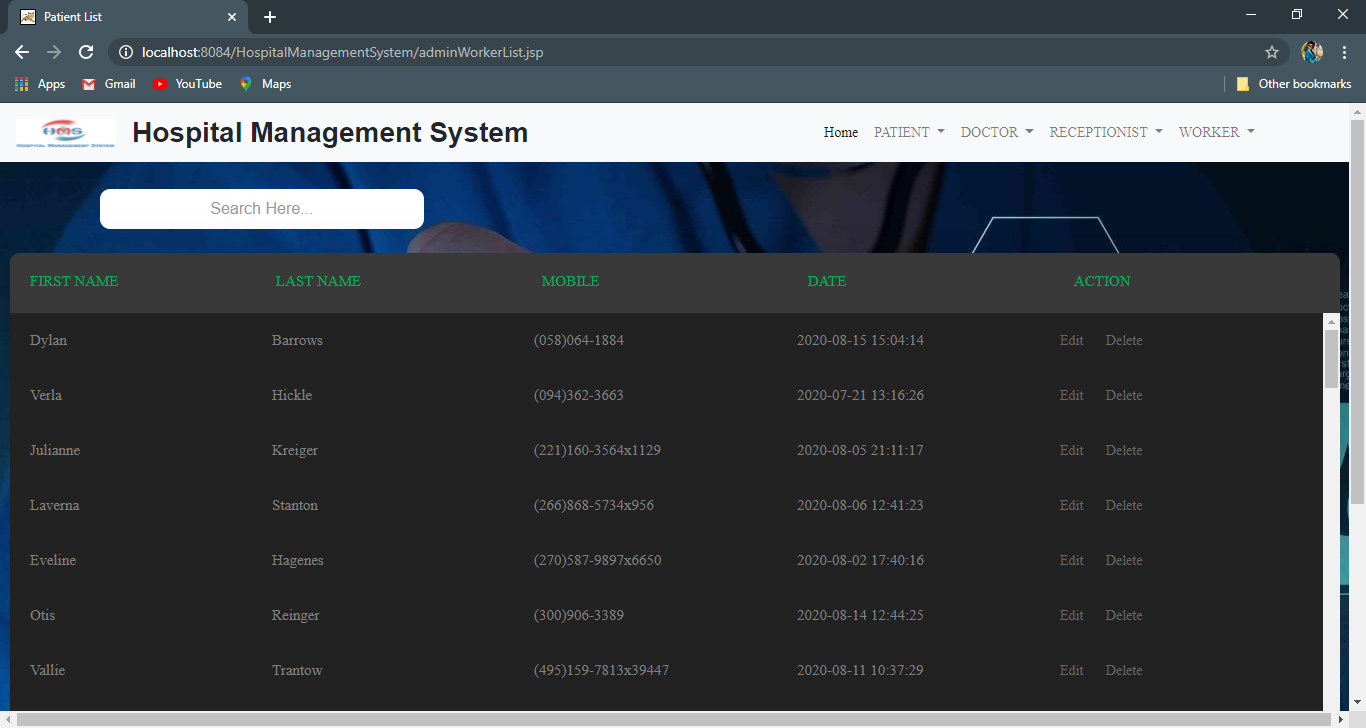 Patient List
localhost:8084/HospitalManagementSystem/adminWorkerList.jsp
Apps Gmail YouTube Maps Other bookmarks
HMS
HOSPITAL MANAGEMENT SYSTEM
Hospital Management System Home PATIENT DOCTOR RECEPTIONIST WORKER
Search Here...
FIRST NAME LAST NAME MOBILE DATE ACTION
Dylan Barrows (058)064-1884 2020-08-15 15:04:14 Edit Delete
Verla Hickle (094)362-3663 2020-07-21 13:16:26 Edit Delete
Julianne Kreiger (221)160-3564x1129 2020-08-05 21:11:17 Edit Delete
Laverna Stanton (266)868-5734x956 2020-08-06 12:41:23 Edit Delete
Eveline Hagenes (270)587-9897x6650 2020-08-02 17:40:16 Edit Delete
Otis Reinger (300)906-3389 2020-08-14 12:44:25 Edit Delete
Vallie Trantow (495)159-7813x39447 2020-08-11 10:37:29 Edit Delete